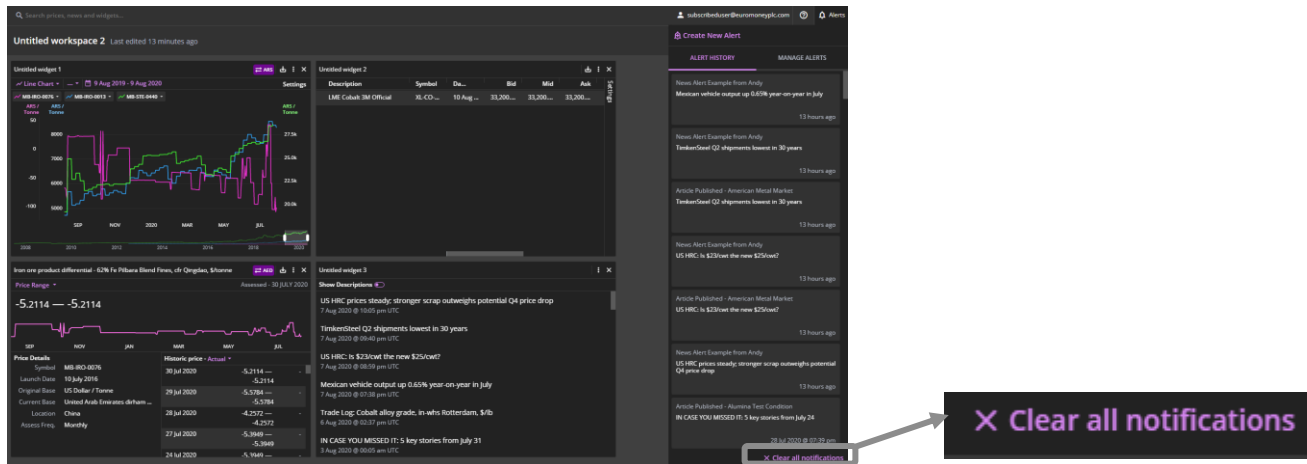 Search prices, news and widgets...
subscribeduser@euromoneyplc.com
Alerts
Untitled workspace 2 Last edited 13 minutes ago
Create New Alert
ALERT HISTORY MANAGE ALERTS
Untitled widget 1 ARS
Line Chart 9 Aug 2019 - 9 Aug 2020 Settings
MB-IRO-0076 MB-IRO-0013 MB-STE-0440
ARS / Tonne
ARS / Tonne
ARS / Tonne
50
0
-50
-100
8000
7000
6000
5000
27.5k
25.0k
22.5k
20.0k
SEP NOV 2020 MAR MAY JUL
2008 2010 2012 2014 2016 2018 2020
Untitled widget 2
Description Symbol Da... Bid Mid Ask
LME Cobalt 3M Official XL-CO-... 10 Aug ... 33,200.... 33,200.... 33,200....
Settings
Iron ore product differential - 62% Fe Pilbara Blend Fines, cfr Qingdao, $/tonne AED
Price Range Assessed - 30 JULY 2020
-5.2114 — -5.2114
SEP NOV JAN MAR MAY JUL
Price Details
Symbol MB-IRO-0076
Launch Date 10 July 2016
Original Base US Dollar / Tonne
Current Base United Arab Emirates dirham ...
Location China
Assess Freq. Monthly
Historic price - Actual
30 Jul 2020 -5.2114 — -5.2114 -
29 Jul 2020 -5.5784 — -5.5784 -
28 Jul 2020 -4.2572 — -4.2572 -
27 Jul 2020 -5.3949 — -5.3949 -
24 Jul 2020 -5.3949 — -
Untitled widget 3
Show Descriptions
US HRC prices steady; stronger scrap outweighs potential Q4 price drop
7 Aug 2020 @ 10:05 pm UTC
TimkenSteel Q2 shipments lowest in 30 years
7 Aug 2020 @ 09:40 pm UTC
US HRC: Is $23/cwt the new $25/cwt?
7 Aug 2020 @ 08:59 pm UTC
Mexican vehicle output up 0.65% year-on-year in July
7 Aug 2020 @ 07:38 pm UTC
Trade Log: Cobalt alloy grade, in-whs Rotterdam, $/lb
6 Aug 2020 @ 02:37 pm UTC
IN CASE YOU MISSED IT: 5 key stories from July 31
3 Aug 2020 @ 00:05 am UTC
News Alert Example from Andy
Mexican vehicle output up 0.65% year-on-year in July
13 hours ago
News Alert Example from Andy
TimkenSteel Q2 shipments lowest in 30 years
13 hours ago
Article Published - American Metal Market
TimkenSteel Q2 shipments lowest in 30 years
13 hours ago
News Alert Example from Andy
US HRC: Is $23/cwt the new $25/cwt?
13 hours ago
Article Published - American Metal Market
US HRC: Is $23/cwt the new $25/cwt?
13 hours ago
News Alert Example from Andy
US HRC prices steady; stronger scrap outweighs potential
Q4 price drop
13 hours ago
Article Published - Alumina Test Condition
IN CASE YOU MISSED IT: 5 key stories from July 24
28 Jul 2020 @ 07:39 pm
Clear all notifications
Clear all notifications